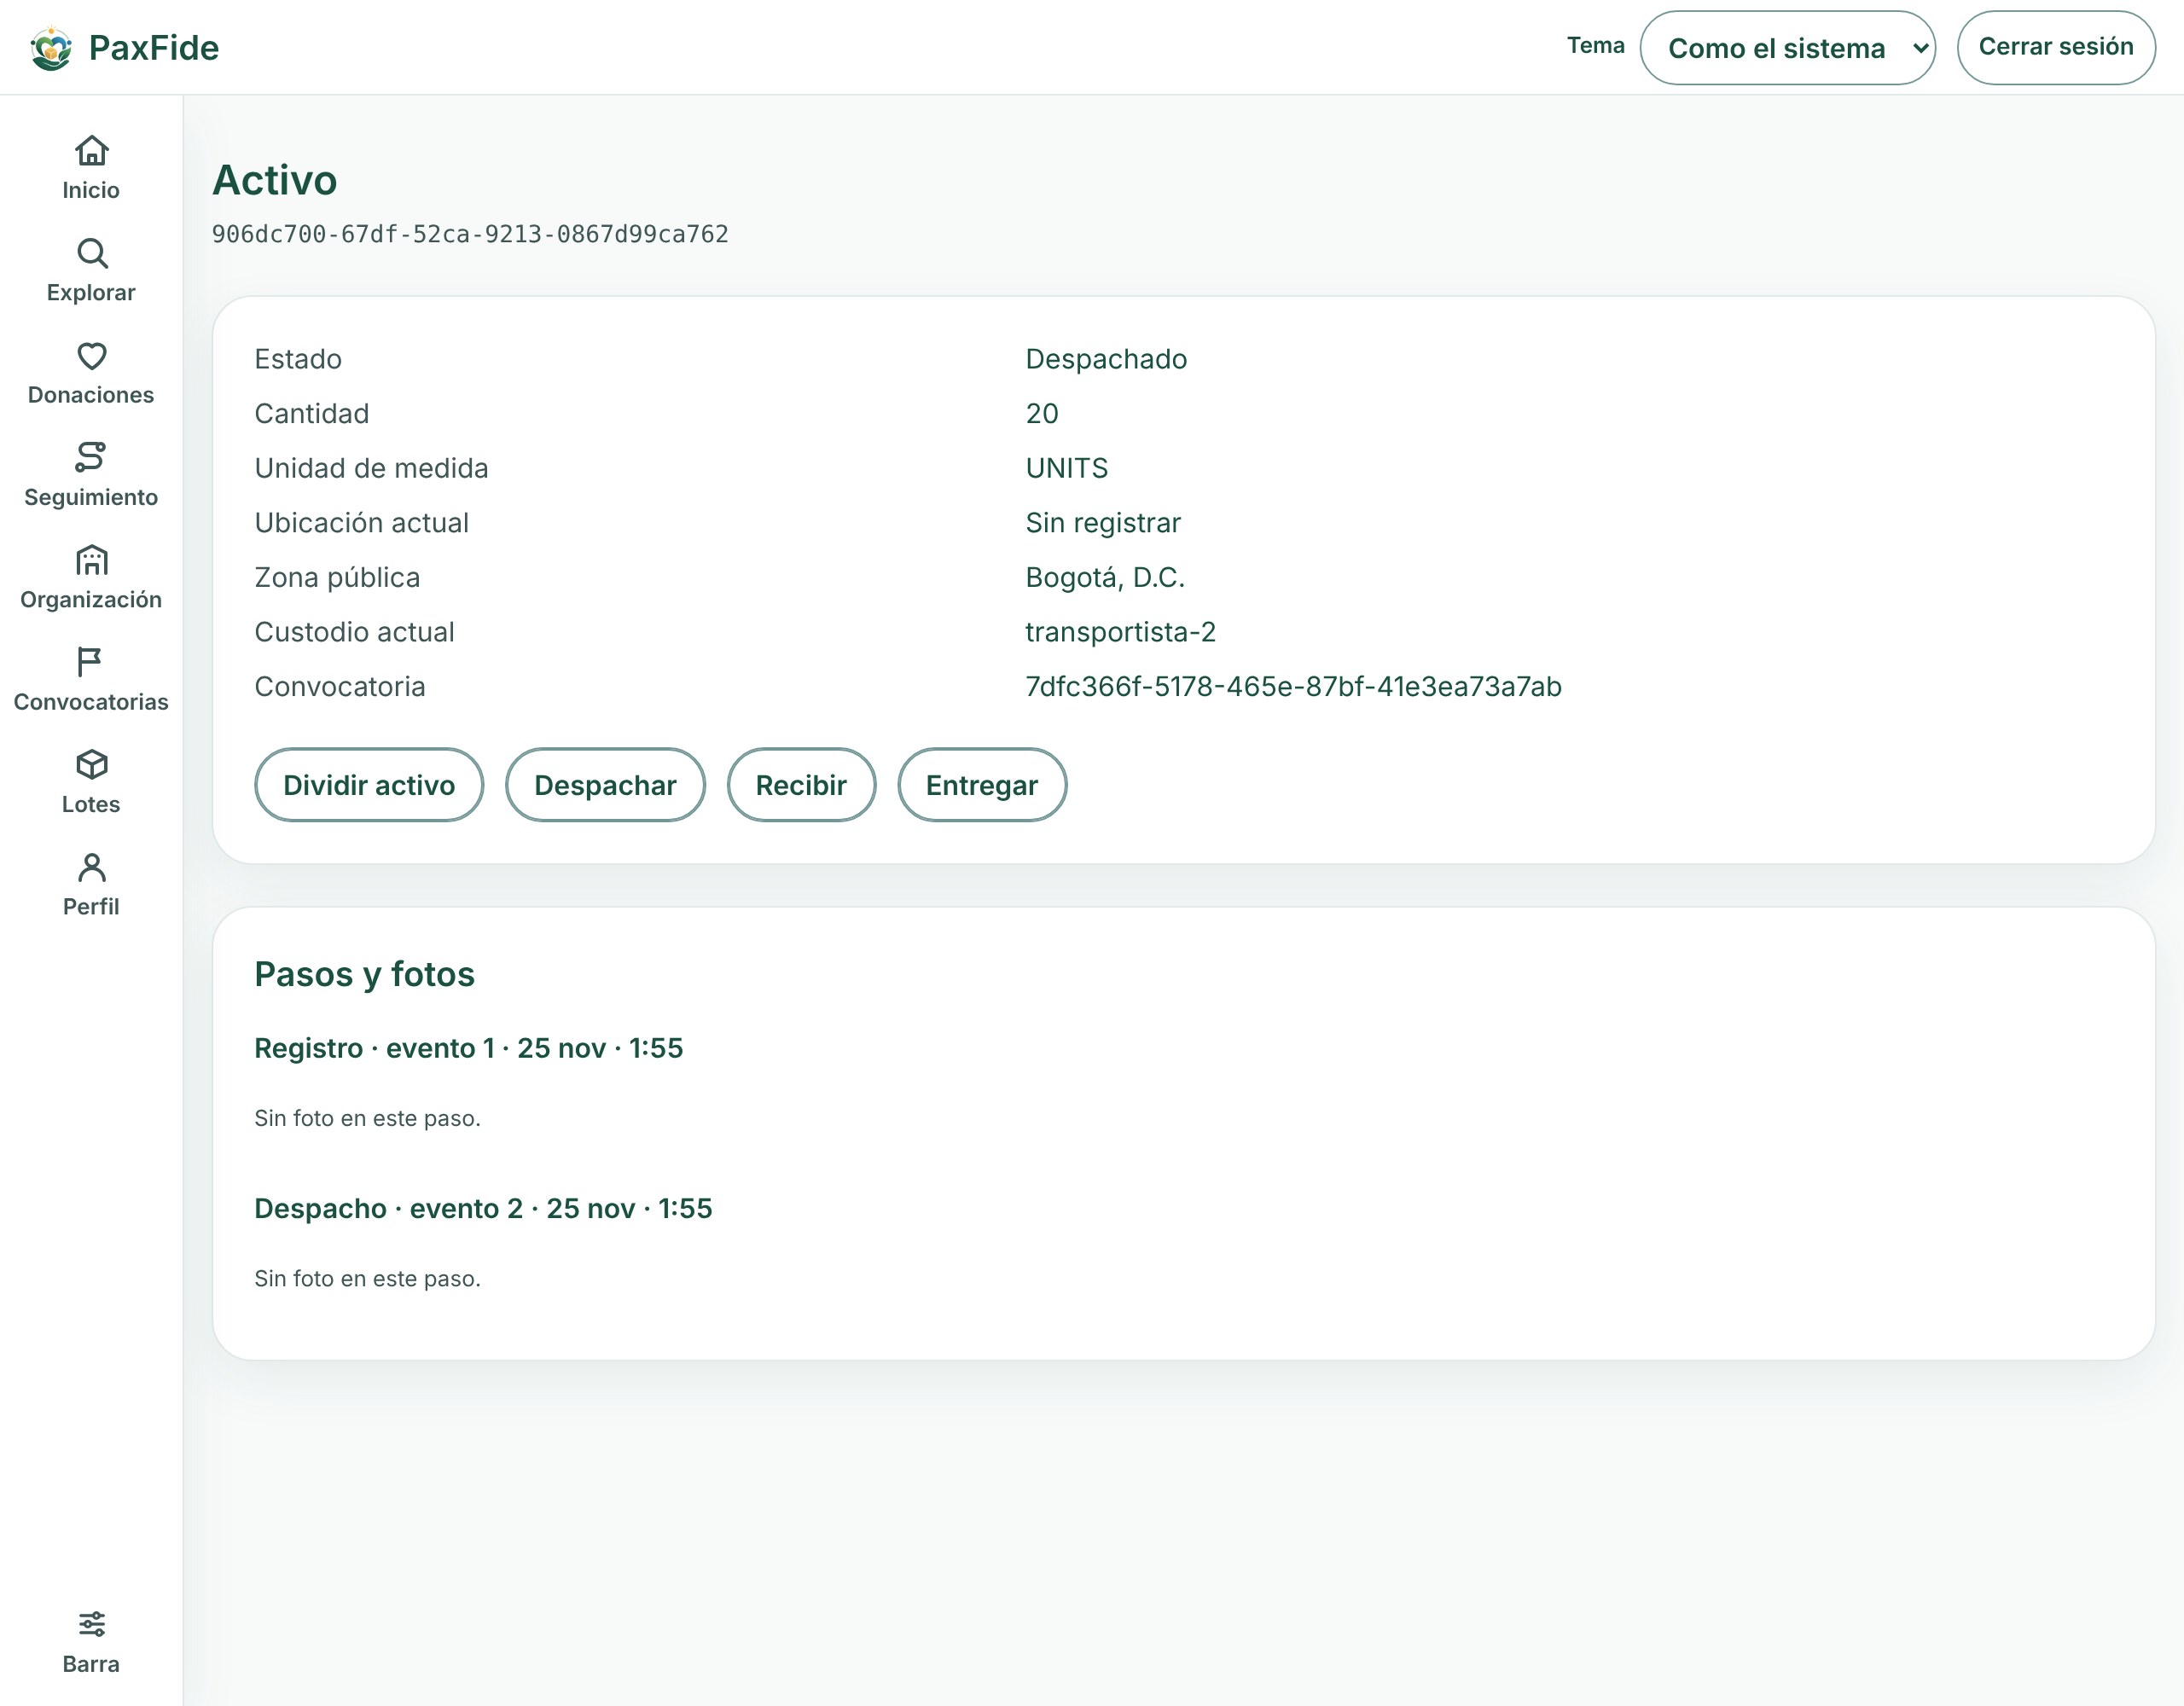 PaxFide
Tema
Como el sistema
Cerrar sesión
Inicio
Explorar
Donaciones
Seguimiento
Organización
Convocatorias
Lotes
Perfil
Barra
Activo
906dc700-67df-52ca-9213-0867d99ca762
Estado Despachado
Cantidad 20
Unidad de medida UNITS
Ubicación actual Sin registrar
Zona pública Bogotá, D.C.
Custodio actual transportista-2
Convocatoria 7dfc366f-5178-465e-87bf-41e3ea73a7ab
Dividir activo Despachar Recibir Entregar
Pasos y fotos
Registro · evento 1 · 25 nov · 1:55
Sin foto en este paso.
Despacho · evento 2 · 25 nov · 1:55
Sin foto en este paso.